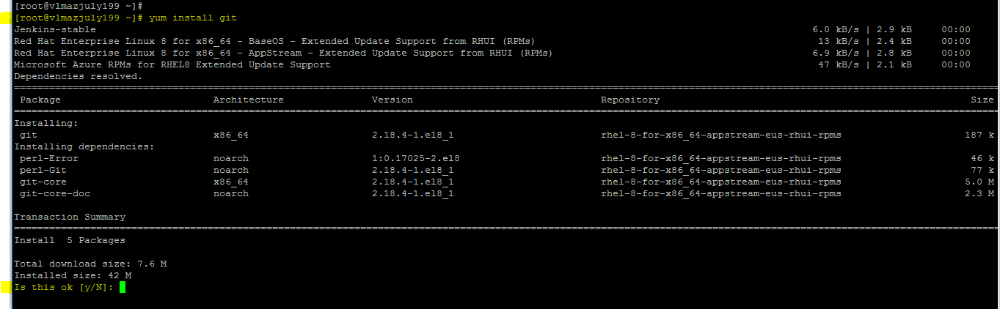 [root@vlmazjuly199 ~]#
[root@vlmazjuly199 ~]# yum install git
Jenkins-stable 6.0 kB/s | 2.9 kB 00:00
Red Hat Enterprise Linux 8 for x86_64 - BaseOS - Extended Update Support from RHUI (RPMs) 13 kB/s | 2.4 kB 00:00
Red Hat Enterprise Linux 8 for x86_64 - AppStream - Extended Update Support from RHUI (RPMs) 6.9 kB/s | 2.8 kB 00:00
Microsoft Azure RPMs for RHEL8 Extended Update Support 47 kB/s | 2.1 kB 00:00
Dependencies resolved.
Package Architecture Version Repository Size
Installing:
git x86_64 2.18.4-1.el8_1 rhel-8-for-x86_64-appstream-eus-rhui-rpms 187 k
Installing dependencies:
perl-Error noarch 1:0.17025-2.el8 rhel-8-for-x86_64-appstream-eus-rhui-rpms 46 k
perl-Git noarch 2.18.4-1.el8_1 rhel-8-for-x86_64-appstream-eus-rhui-rpms 77 k
git-core x86_64 2.18.4-1.el8_1 rhel-8-for-x86_64-appstream-eus-rhui-rpms 5.0 M
git-core-doc noarch 2.18.4-1.el8_1 rhel-8-for-x86_64-appstream-eus-rhui-rpms 2.3 M
Transaction Summary
Install 5 Packages
Total download size: 7.6 M
Installed size: 42 M
Is this ok [y/N]: